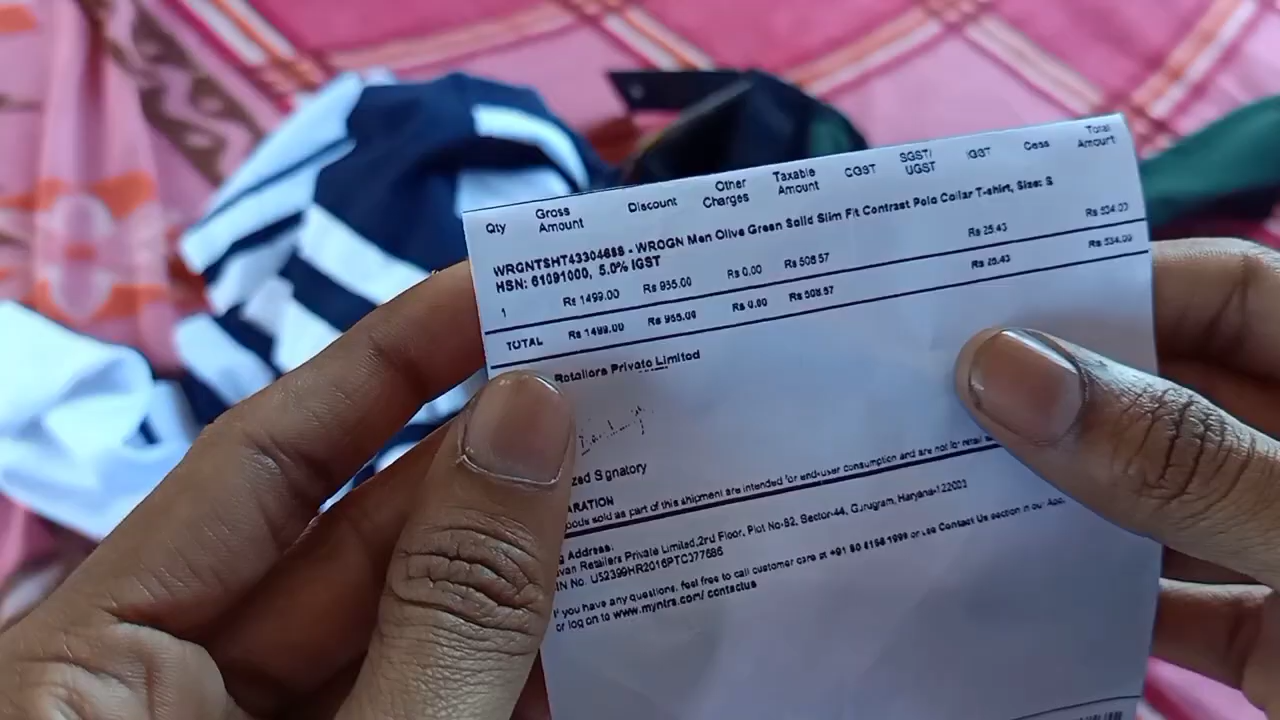 Qty Gross Amount Discount Other Charges Taxable Amount CGST SGST/ UGST IGST Cess Total Amount
WRGNTSHT43304688 - WROGN Men Olive Green Solid Slim Fit Contrast Polo Collar T-shirt, Size: S
HSN: 61091000, 5.0% IGST
1 Rs 1499.00 Rs 965.00 Rs 0.00 Rs 508.57 Rs 25.43 Rs 534.00
TOTAL Rs 1499.00 Rs 965.00 Rs 0.00 Rs 508.57 Rs 25.43 Rs 534.00
Retailers Private Limited
zed Signatory
ARATION
oods sold as part of this shipment are intended for end-user consumption and are not for retail
g Address:
van Retailers Private Limited, 2nd Floor, Plot No-82, Sector-44, Gurugram, Haryana-122003
IN No. U52399HR2016PTC077686
If you have any questions, feel free to call customer care at +91 80 6156 1999 or use Contact Us section in our App,
or log on to www.myntra.com/ contactus